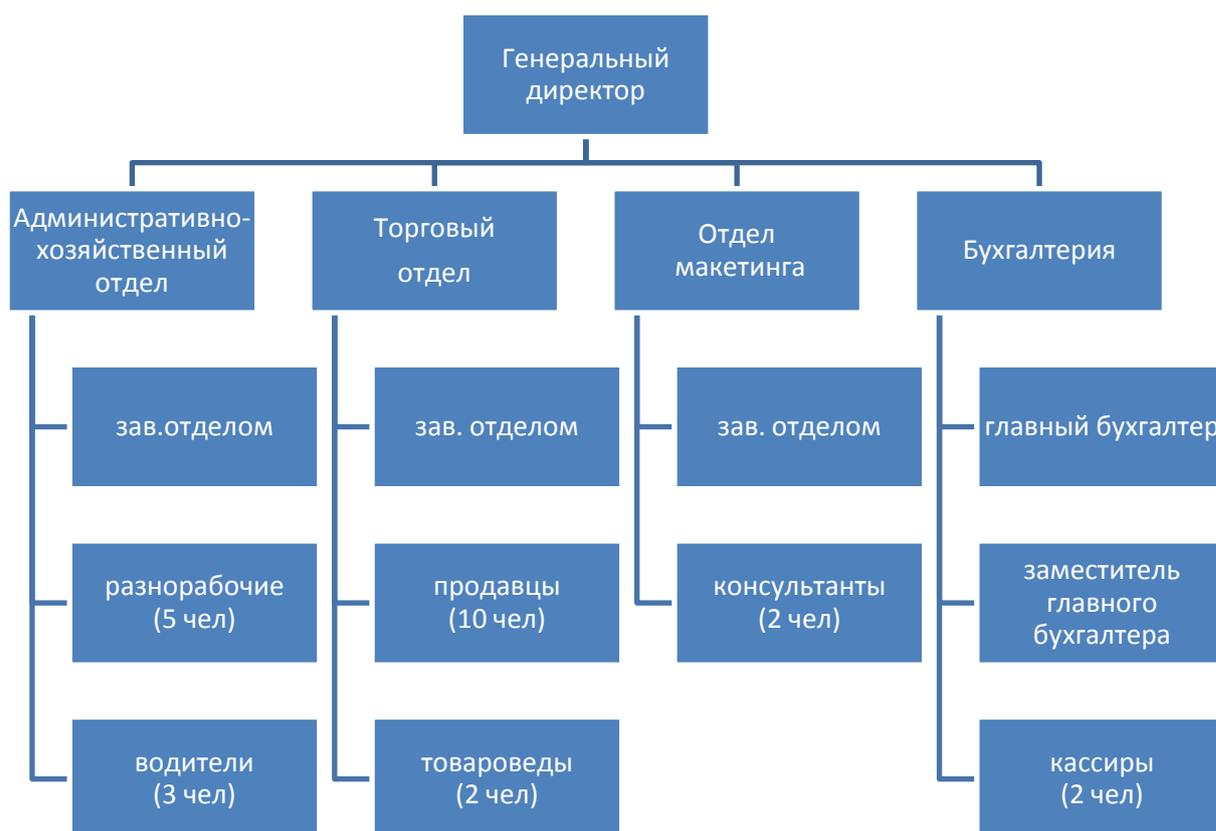 Генеральный
директор
Административно-
хозяйственный
отдел
Торговый
отдел
Отдел
макетинга
Бухгалтерия
зав.отделом
зав. отделом
зав. отделом
главный бухгалтер
разнорабочие
(5 чел)
продавцы
(10 чел)
консультанты
(2 чел)
заместитель
главного
бухгалтера
водители
(3 чел)
товароведы
(2 чел)
кассиры
(2 чел)